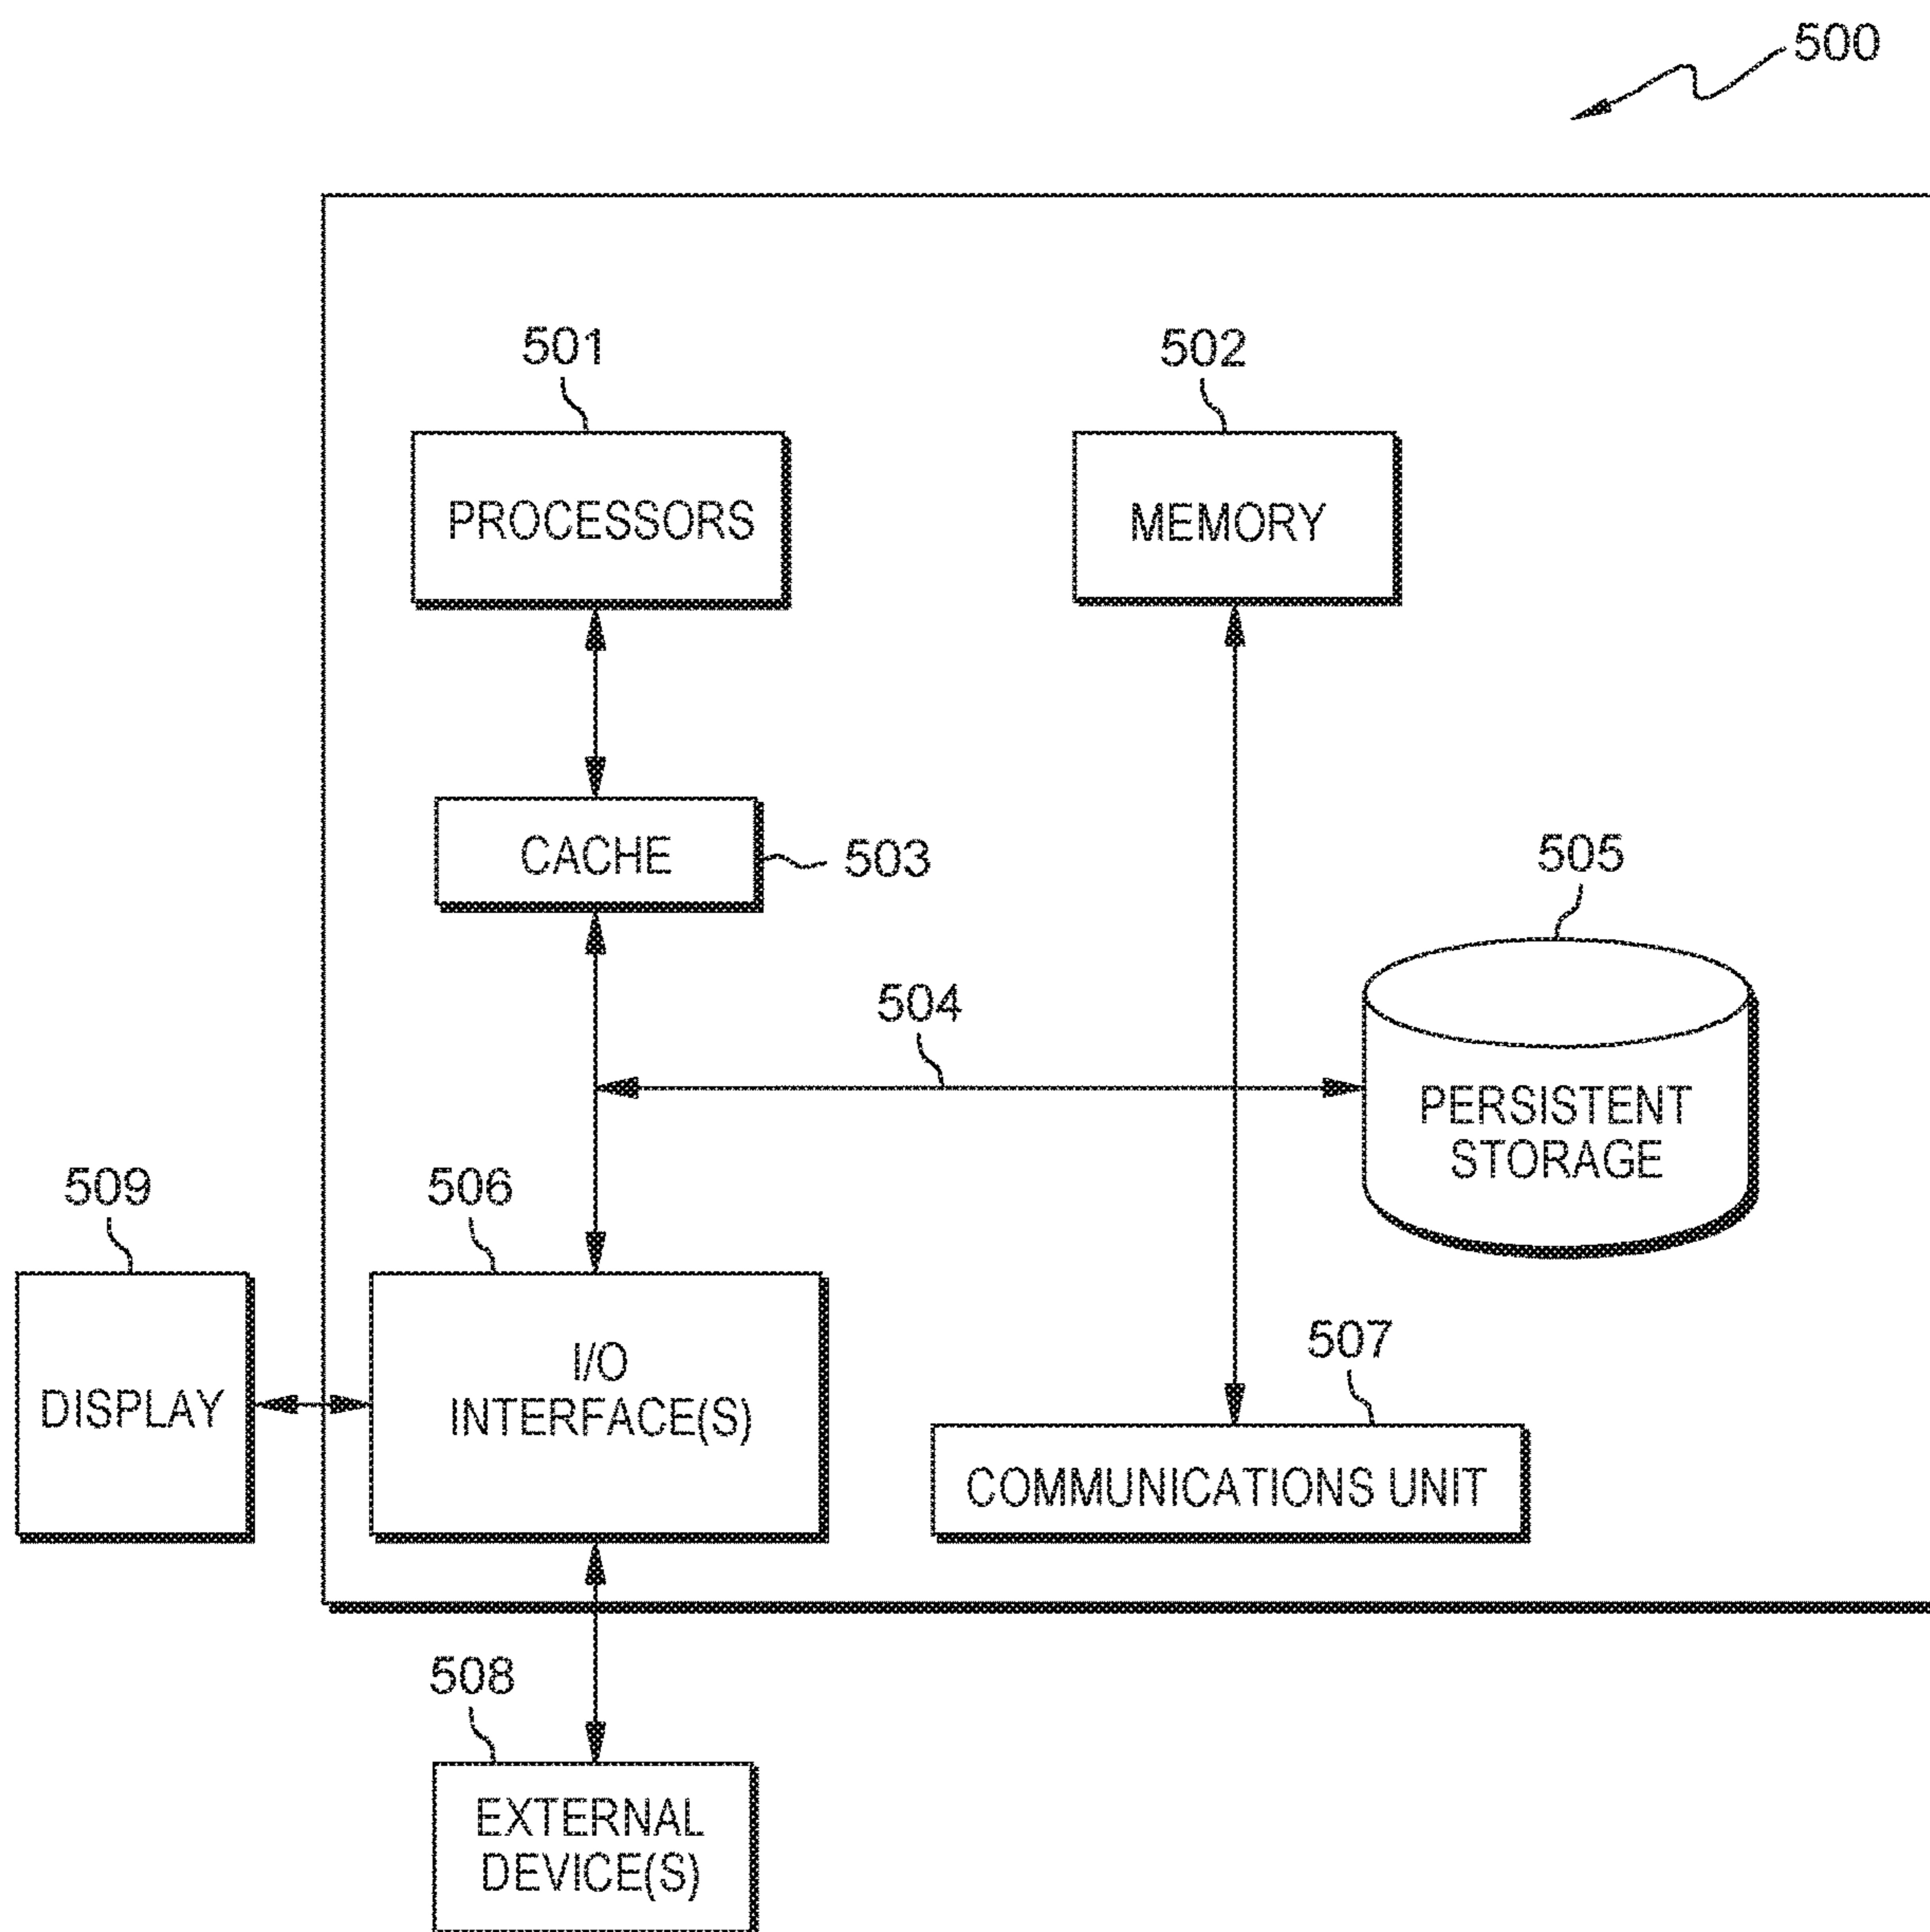 500
501
502
PROCESSORS
MEMORY
CACHE
503
505
504
PERSISTENT
STORAGE
509
506
507
I/O
INTERFACE(S)
DISPLAY
COMMUNICATIONS UNIT
508
EXTERNAL
DEVICE(S)